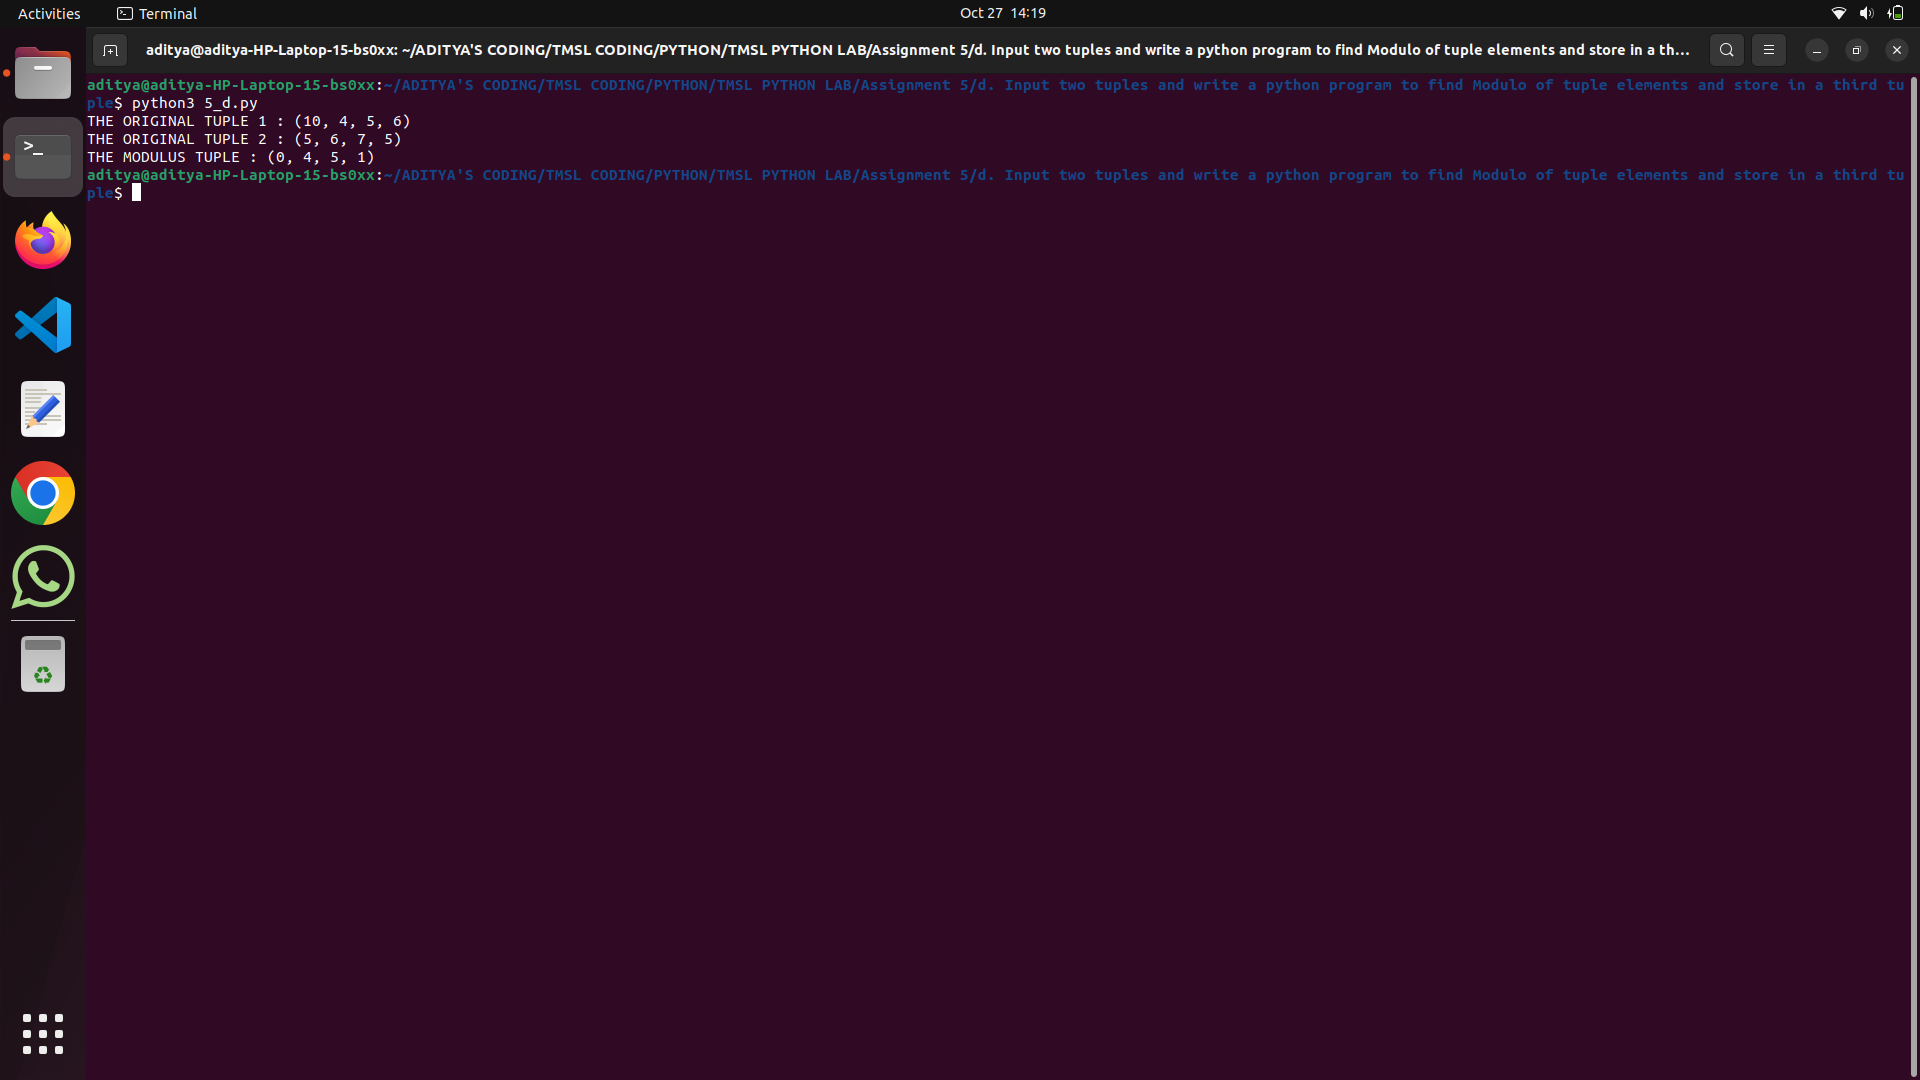 Activities
Terminal
Oct 27 14:19
aditya@aditya-HP-Laptop-15-bs0xx: ~/ADITYA'S CODING/TMSL CODING/PYTHON/TMSL PYTHON LAB/Assignment 5/d. Input two tuples and write a python program to find Modulo of tuple elements and store in a th...
aditya@aditya-HP-Laptop-15-bs0xx:~/ADITYA'S CODING/TMSL CODING/PYTHON/TMSL PYTHON LAB/Assignment 5/d. Input two tuples and write a python program to find Modulo of tuple elements and store in a third tu
ple$ python3 5_d.py
THE ORIGINAL TUPLE 1 : (10, 4, 5, 6)
THE ORIGINAL TUPLE 2 : (5, 6, 7, 5)
THE MODULUS TUPLE : (0, 4, 5, 1)
aditya@aditya-HP-Laptop-15-bs0xx:~/ADITYA'S CODING/TMSL CODING/PYTHON/TMSL PYTHON LAB/Assignment 5/d. Input two tuples and write a python program to find Modulo of tuple elements and store in a third tu
ple$